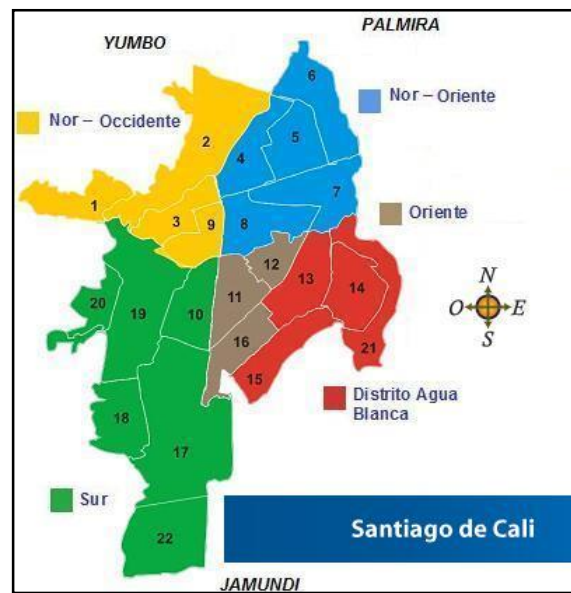 PALMIRA
YUMBO
6
Nor – Oriente
Nor – Occidente
2
5
4
7
1
3
9
8
Oriente
12
13
14
11
20
19
10
N
O E
S
16
21
15
Distrito Agua
Blanca
18
17
Sur
22
Santiago de Cali
JAMUNDI